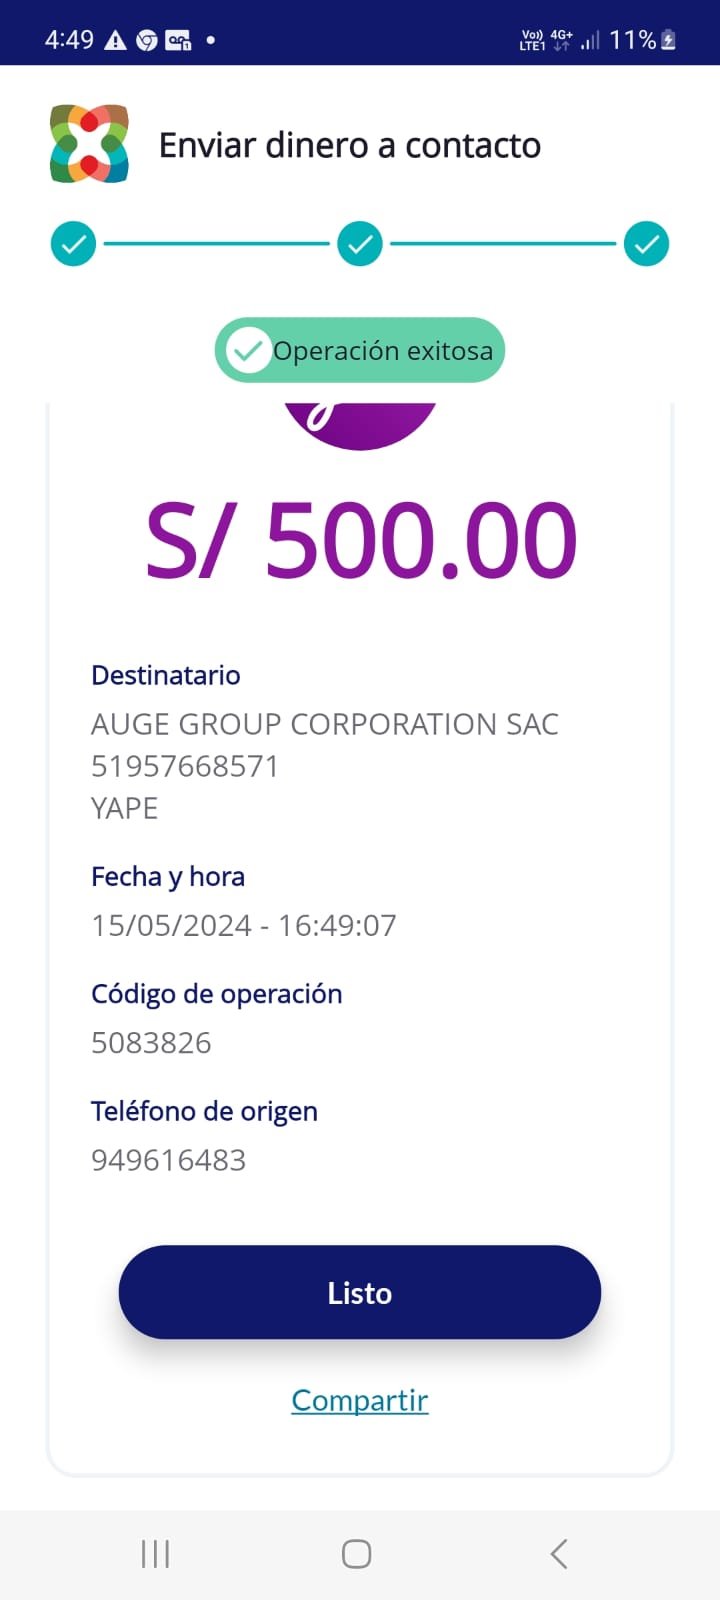 4:49
Vo)) 4G+ 11%
LTE1
Enviar dinero a contacto
Operación exitosa
S/ 500.00
Destinatario
AUGE GROUP CORPORATION SAC
51957668571
YAPE
Fecha y hora
15/05/2024 - 16:49:07
Código de operación
5083826
Teléfono de origen
949616483
Listo
Compartir